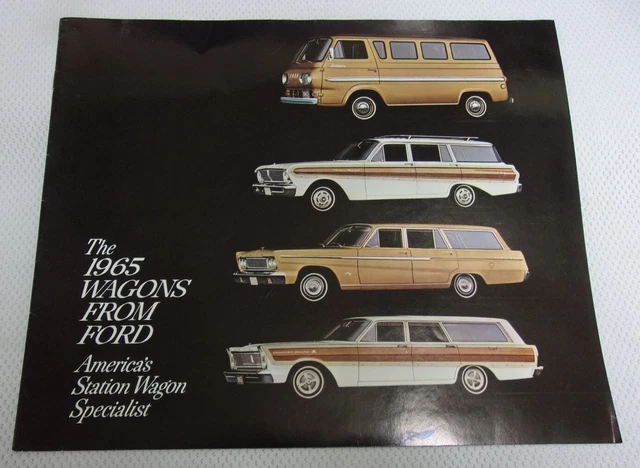 The
1965
WAGONS
FROM
FORD
America's
Station Wagon
Specialist